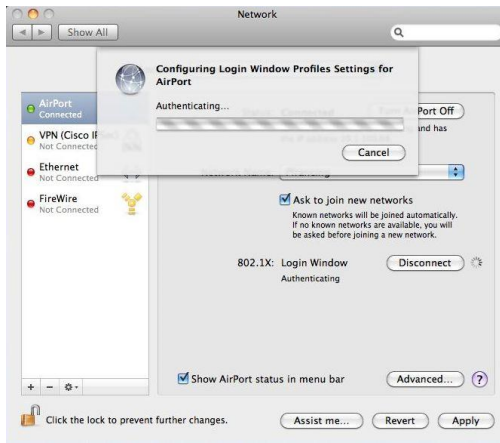 Network
Show All
Configuring Login Window Profiles Settings for
AirPort
Authenticating...
Cancel
AirPort
Connected
Port Off
and has
VPN (Cisco IP
Not Connected
Ethernet
Not Connected
FireWire
Not Connected
Ask to join new networks
Known networks will be joined automatically.
If no known networks are available, you will
be asked before joining a new network.
802.1X: Login Window
Disconnect
Authenticating
Show AirPort status in menu bar
Advanced...
?
Click the lock to prevent further changes.
Assist me...
Revert
Apply